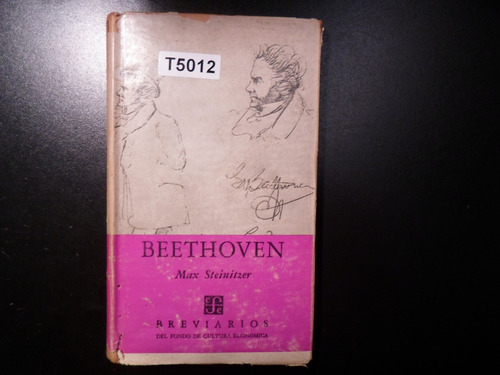 T5012
BEETHOVEN
Max Steinitzer
BREVIARIOS
DEL FONDO DE CULTURA ECONÓMICA